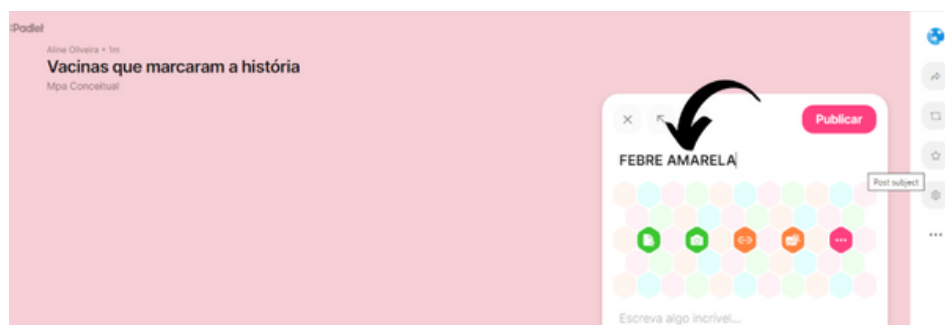 :Padlet
Aline Oliveira • 1m
Vacinas que marcaram a história
Mpa Conceitual
Publicar
FEBRE AMARELA
Post subject
Escreva algo incrível...